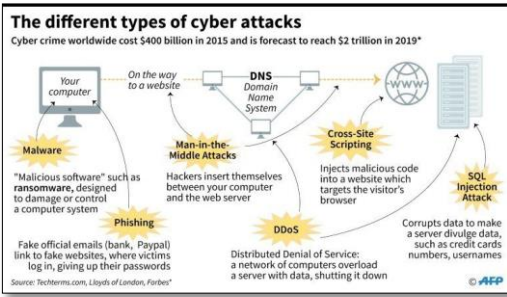 The different types of cyber attacks
Cyber crime worldwide cost $400 billion in 2015 and is forecast to reach $2 trillion in 2019*
Your
computer
On the way
to a website
DNS
Domain
Name
System
WWW
Malware
"Malicious software" such as
ransomware, designed
to damage or control
a computer system
Man-in-the-
Middle Attacks
Hackers insert themselves
between your computer
and the web server
Cross-Site
Scripting
Injects malicious code
into a website which
targets the visitor's
browser
SQL
Injection
Attack
Corrupts data to make
a server divulge data,
such as credit cards
numbers, usernames
Phishing
Fake official emails (bank, Paypal)
link to fake websites, where victims
log in, giving up their passwords
DDoS
Distributed Denial of Service:
a network of computers overload
a server with data, shutting it down
Source: Techterms.com, Lloyds of London, Forbes*
© AFP